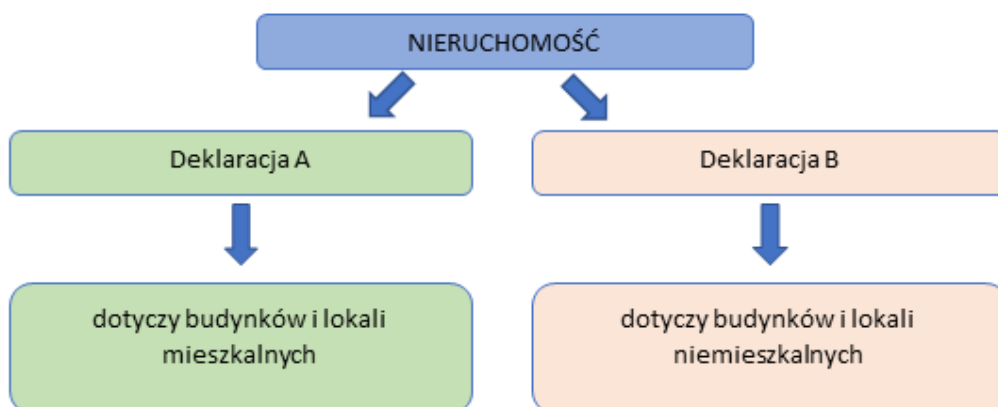 NIERUCHOMOŚĆ
Deklaracja A
Deklaracja B
dotyczy budynków i lokali
mieszkalnych
dotyczy budynków i lokali
niemieszkalnych